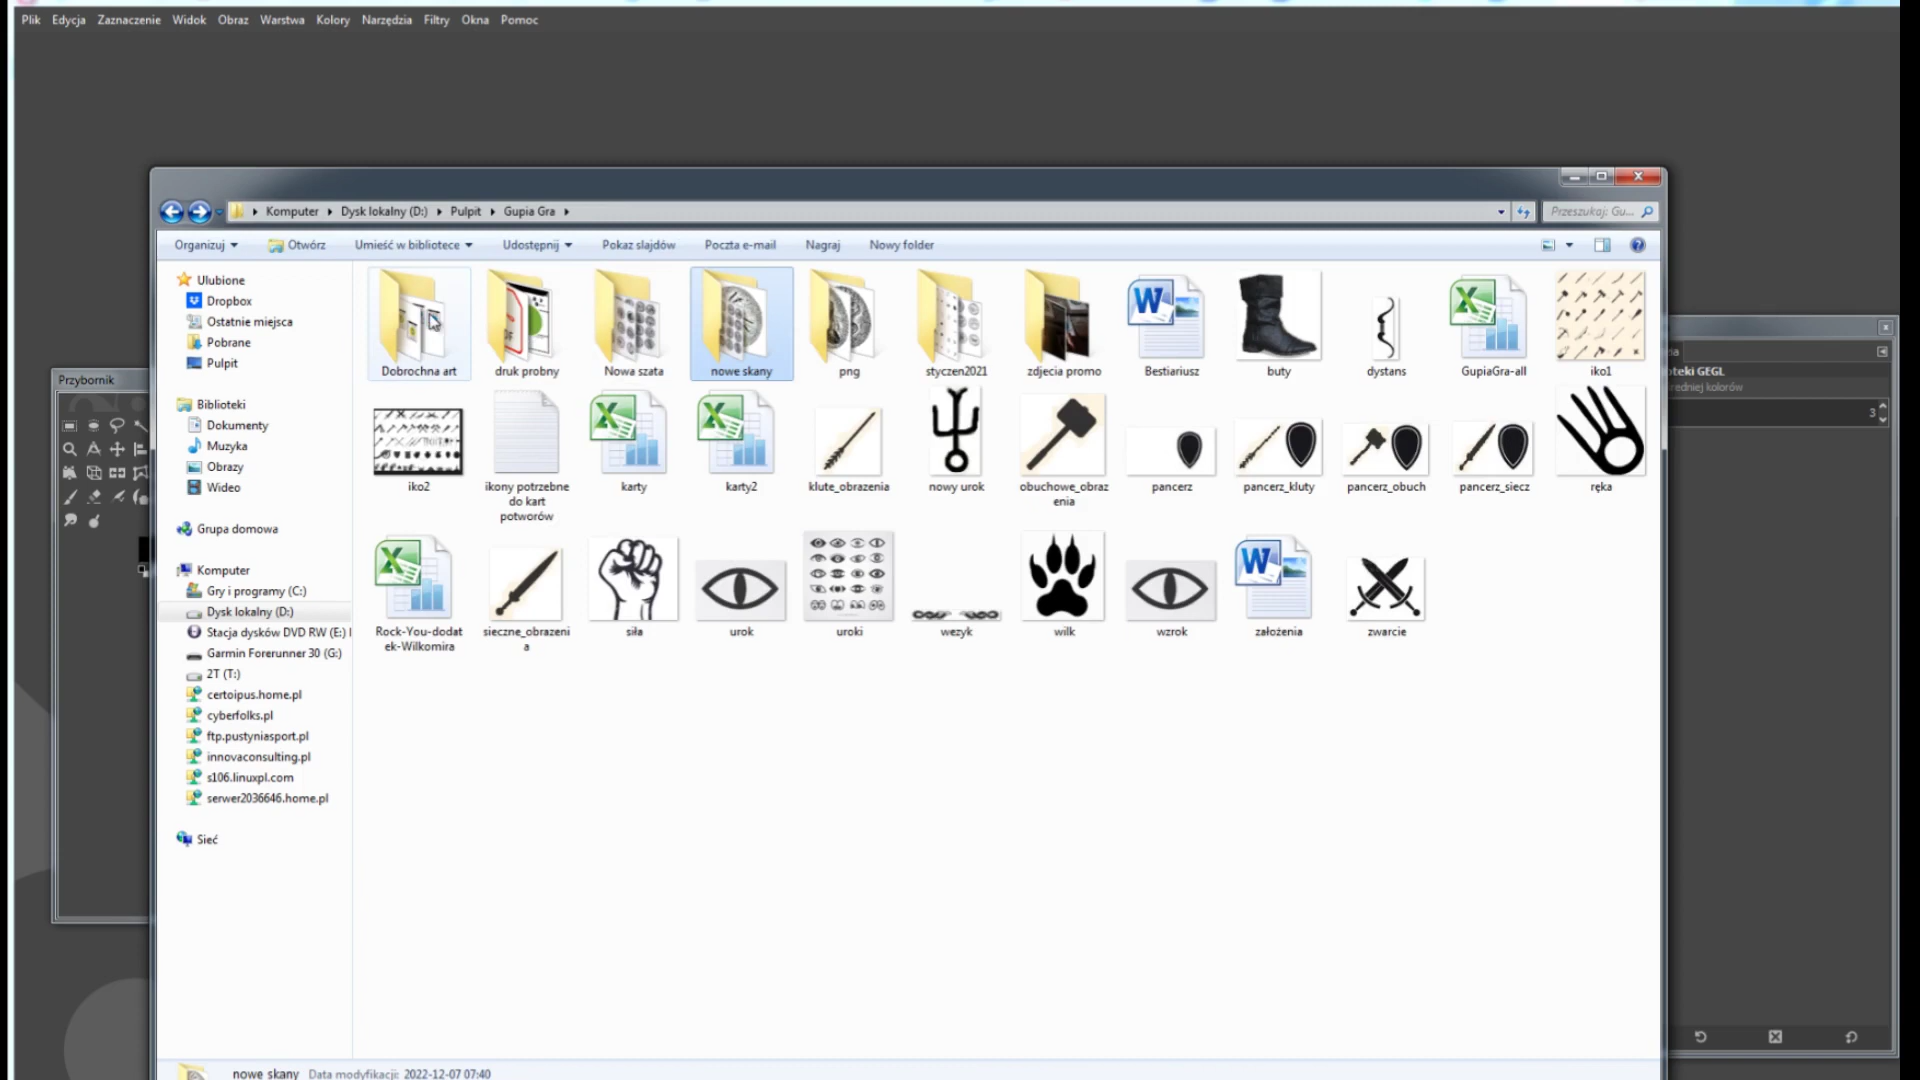 Plik Edycja Zaznaczenie Widok Obraz Warstwa Kolory Narzędzia Filtry Okna Pomoc
Komputer Dysk lokalny (D:) Pulpit Gupia Gra
Przeszukaj: Gu...
Organizuj Otwórz Umieść w bibliotece Udostępnij Pokaz slajdów Poczta e-mail Nagraj Nowy folder
Przybornik
Ulubione
Dropbox
Ostatnie miejsca
Pobrane
Pulpit
Biblioteki
Dokumenty
Muzyka
Obrazy
Wideo
Grupa domowa
Komputer
Gry i programy (C:)
Dysk lokalny (D:)
Stacja dysków DVD RW (E:)
Garmin Forerunner 30 (G:)
2T (T:)
certoipus.home.pl
cyberfolks.pl
ftp.pustyniasport.pl
innovaconsulting.pl
s106.linuxpl.com
serwer2036646.home.pl
Sieć
Dobrochna art druk probny Nowa szata nowe skany png styczen2021 zdjecia promo Bestiariusz buty dystans GupiaGra-all iko1
iko2 ikony potrzebne do kart potworów karty karty2 klute_obrazenia nowy urok obuchowe_obrazenia pancerz pancerz_kluty pancerz_obuch pancerz_siecz ręka
Rock-You-dodatek-Wilkomira sieczne_obrazenia siła urok uroki wezyk wilk wzrok założenia zwarcie
oteki GEGL
redniej kolorów
3
nowe skany Data modyfikacji: 2022-12-07 07:40